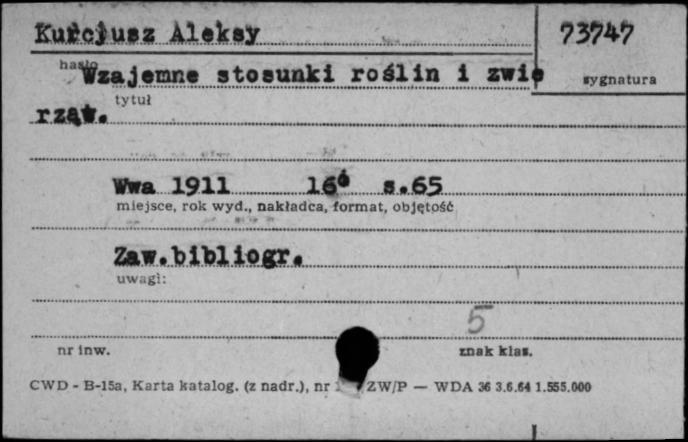 Kurcjusz Aleksy 73747
hasło
Wzajemne stosunki roślin i zwie
sygnatura
tytuł
rząt.
Wwa 1911 16ó s.65
miejsce, rok wyd., nakładca, format, objętość
Zaw.bibliogr.
uwagi:
5
nr inw. znak klas.
CWD - B-15a, Karta katalog. (z nadr.), nr ZW/P — WDA 36 3.6.64 1.555.000